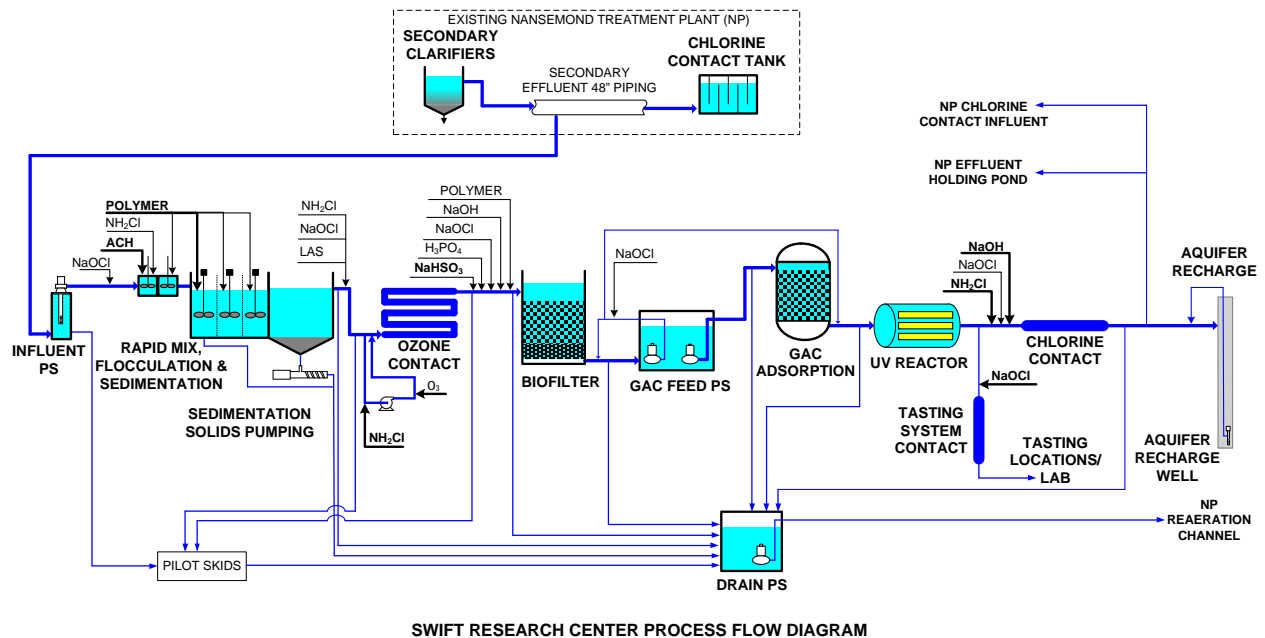 EXISTING NANSEMOND TREATMENT PLANT (NP)
SECONDARY
CLARIFIERS
SECONDARY
EFFLUENT 48" PIPING
CHLORINE
CONTACT TANK
NP CHLORINE
CONTACT INFLUENT
NP EFFLUENT
HOLDING POND
POLYMER
NH₂Cl
ACH
NaOCl
NH₂Cl
NaOCl
LAS
POLYMER
NaOH
NaOCl
H₃PO₄
NaHSO₃
NaOCl
NaOH
NaOCl
NH₂Cl
AQUIFER
RECHARGE
INFLUENT
PS
RAPID MIX,
FLOCCULATION &
SEDIMENTATION
SEDIMENTATION
SOLIDS PUMPING
OZONE
CONTACT
O₃
NH₂Cl
BIOFILTER
GAC FEED PS
GAC
ADSORPTION
UV REACTOR
CHLORINE
CONTACT
NaOCl
TASTING
SYSTEM
CONTACT
TASTING
LOCATIONS/
LAB
AQUIFER
RECHARGE
WELL
NP
REAERATION
CHANNEL
PILOT SKIDS
DRAIN PS
SWIFT RESEARCH CENTER PROCESS FLOW DIAGRAM